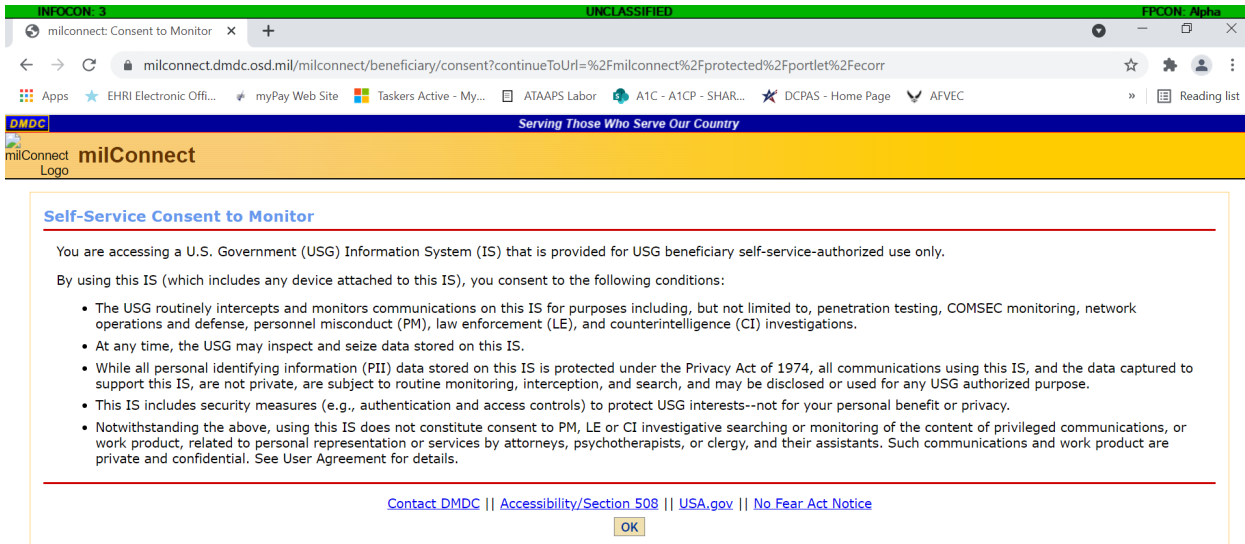 INFOCON: 3 UNCLASSIFIED FPCON: Alpha
milconnect: Consent to Monitor
milconnect.dmdc.osd.mil/milconnect/beneficiary/consent?continueToUrl=%2Fmilconnect%2Fprotected%2Fportlet%2Fecorr
Apps EHRI Electronic Offi... myPay Web Site Taskers Active - My... ATAAPS Labor A1C - A1CP - SHAR... DCPAS - Home Page AFVEC » Reading list
DMDC Serving Those Who Serve Our Country
milConnect Logo milConnect
Self-Service Consent to Monitor
You are accessing a U.S. Government (USG) Information System (IS) that is provided for USG beneficiary self-service-authorized use only.
By using this IS (which includes any device attached to this IS), you consent to the following conditions:
• The USG routinely intercepts and monitors communications on this IS for purposes including, but not limited to, penetration testing, COMSEC monitoring, network
operations and defense, personnel misconduct (PM), law enforcement (LE), and counterintelligence (CI) investigations.
• At any time, the USG may inspect and seize data stored on this IS.
• While all personal identifying information (PII) data stored on this IS is protected under the Privacy Act of 1974, all communications using this IS, and the data captured to
support this IS, are not private, are subject to routine monitoring, interception, and search, and may be disclosed or used for any USG authorized purpose.
• This IS includes security measures (e.g., authentication and access controls) to protect USG interests--not for your personal benefit or privacy.
• Notwithstanding the above, using this IS does not constitute consent to PM, LE or CI investigative searching or monitoring of the content of privileged communications, or
work product, related to personal representation or services by attorneys, psychotherapists, or clergy, and their assistants. Such communications and work product are
private and confidential. See User Agreement for details.
Contact DMDC || Accessibility/Section 508 || USA.gov || No Fear Act Notice
OK